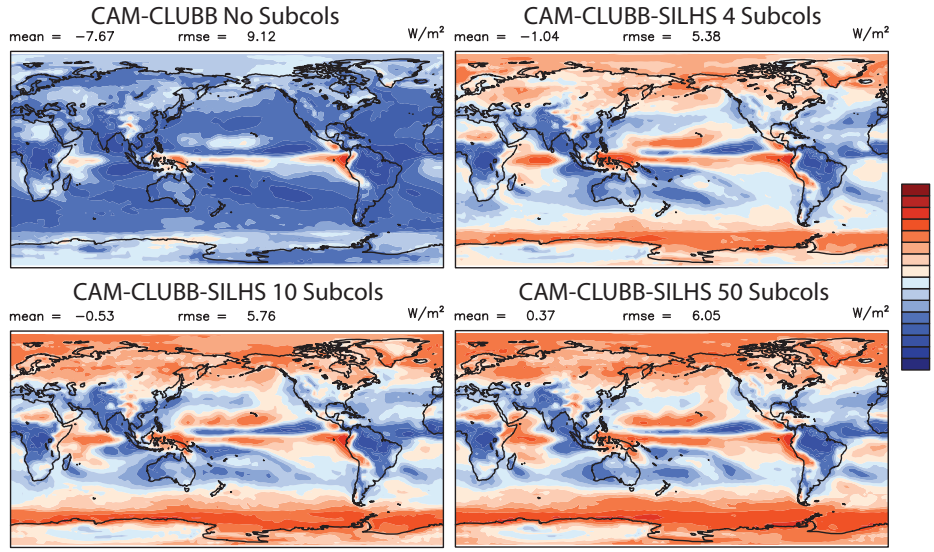 CAM-CLUBB No Subcols
mean = −7.67 rmse = 9.12 W/m²
CAM-CLUBB-SILHS 4 Subcols
mean = −1.04 rmse = 5.38 W/m²
CAM-CLUBB-SILHS 10 Subcols
mean = −0.53 rmse = 5.76 W/m²
CAM-CLUBB-SILHS 50 Subcols
mean = 0.37 rmse = 6.05 W/m²